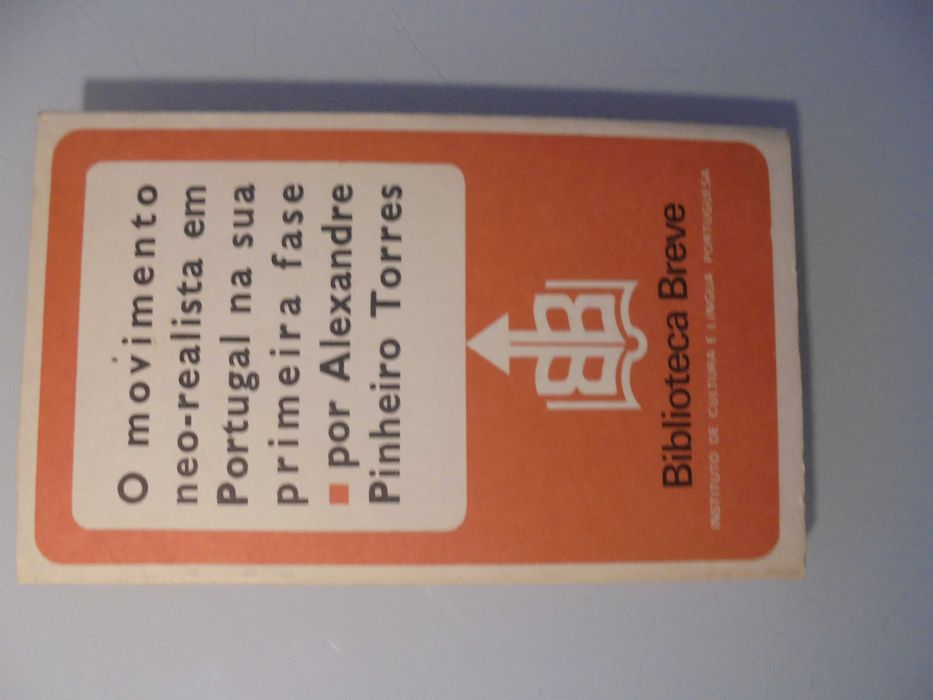 O movimento
neo-realista em
Portugal na sua
primeira fase
por Alexandre
Pinheiro Torres
BB
Biblioteca Breve
INSTITUTO DE CULTURA E LÍNGUA PORTUGUESA